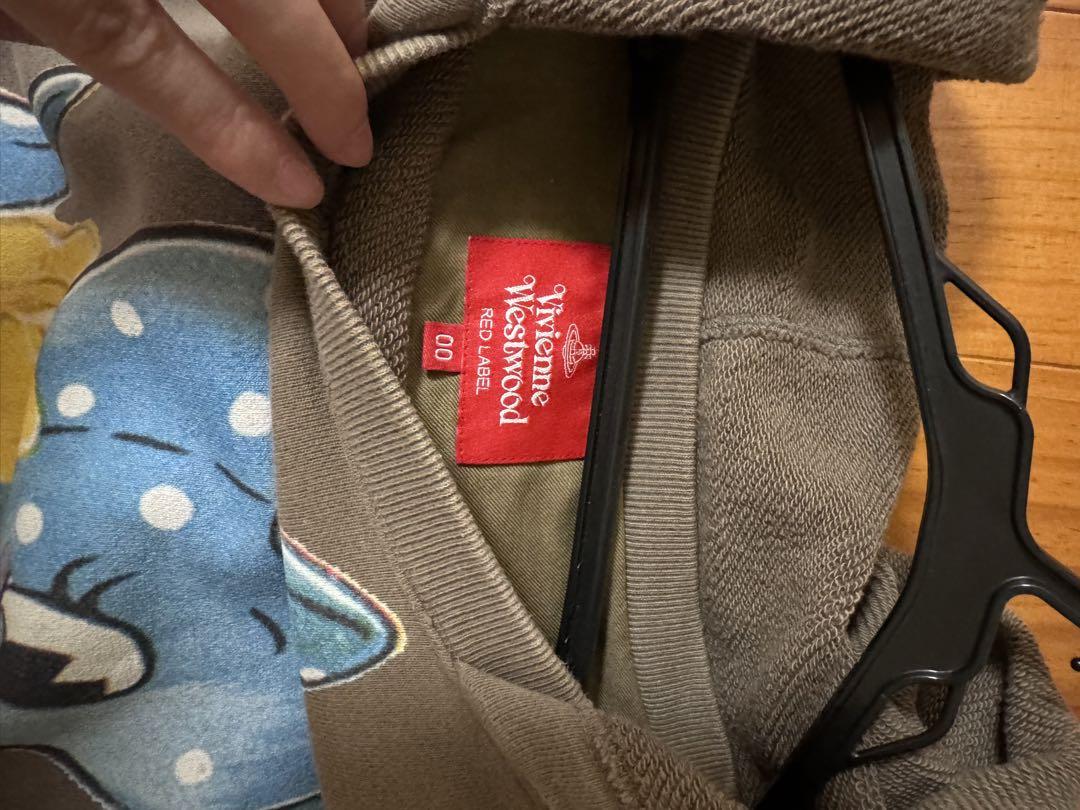 Vivienne
Westwood
RED LABEL
00